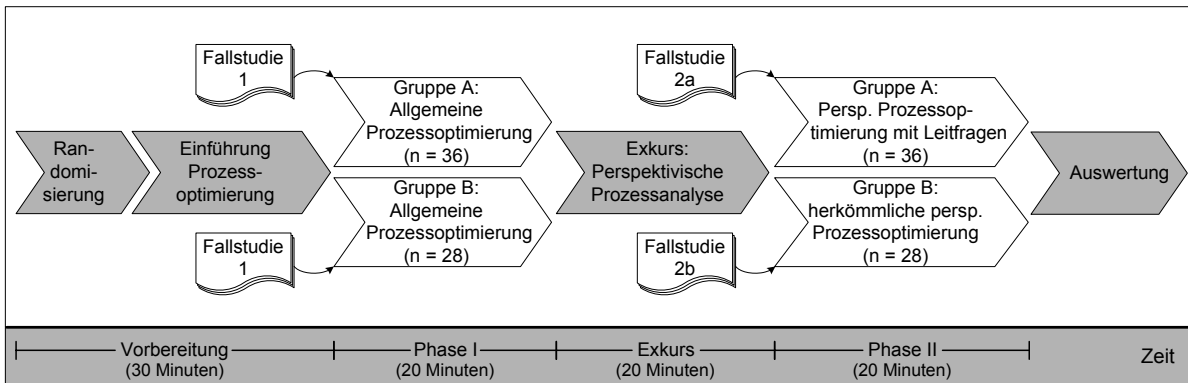 Fallstudie
1
Fallstudie
2a
Ran-
domi-
sierung
Einführung
Prozess-
optimierung
Gruppe A:
Allgemeine
Prozessoptimierung
(n = 36)
Gruppe B:
Allgemeine
Prozessoptimierung
(n = 28)
Exkurs:
Perspektivische
Prozessanalyse
Gruppe A:
Persp. Prozessop-
timierung mit Leitfragen
(n = 36)
Gruppe B:
herkömmliche persp.
Prozessoptimierung
(n = 28)
Auswertung
Fallstudie
1
Fallstudie
2b
Vorbereitung
(30 Minuten)
Phase I
(20 Minuten)
Exkurs
(20 Minuten)
Phase II
(20 Minuten)
Zeit